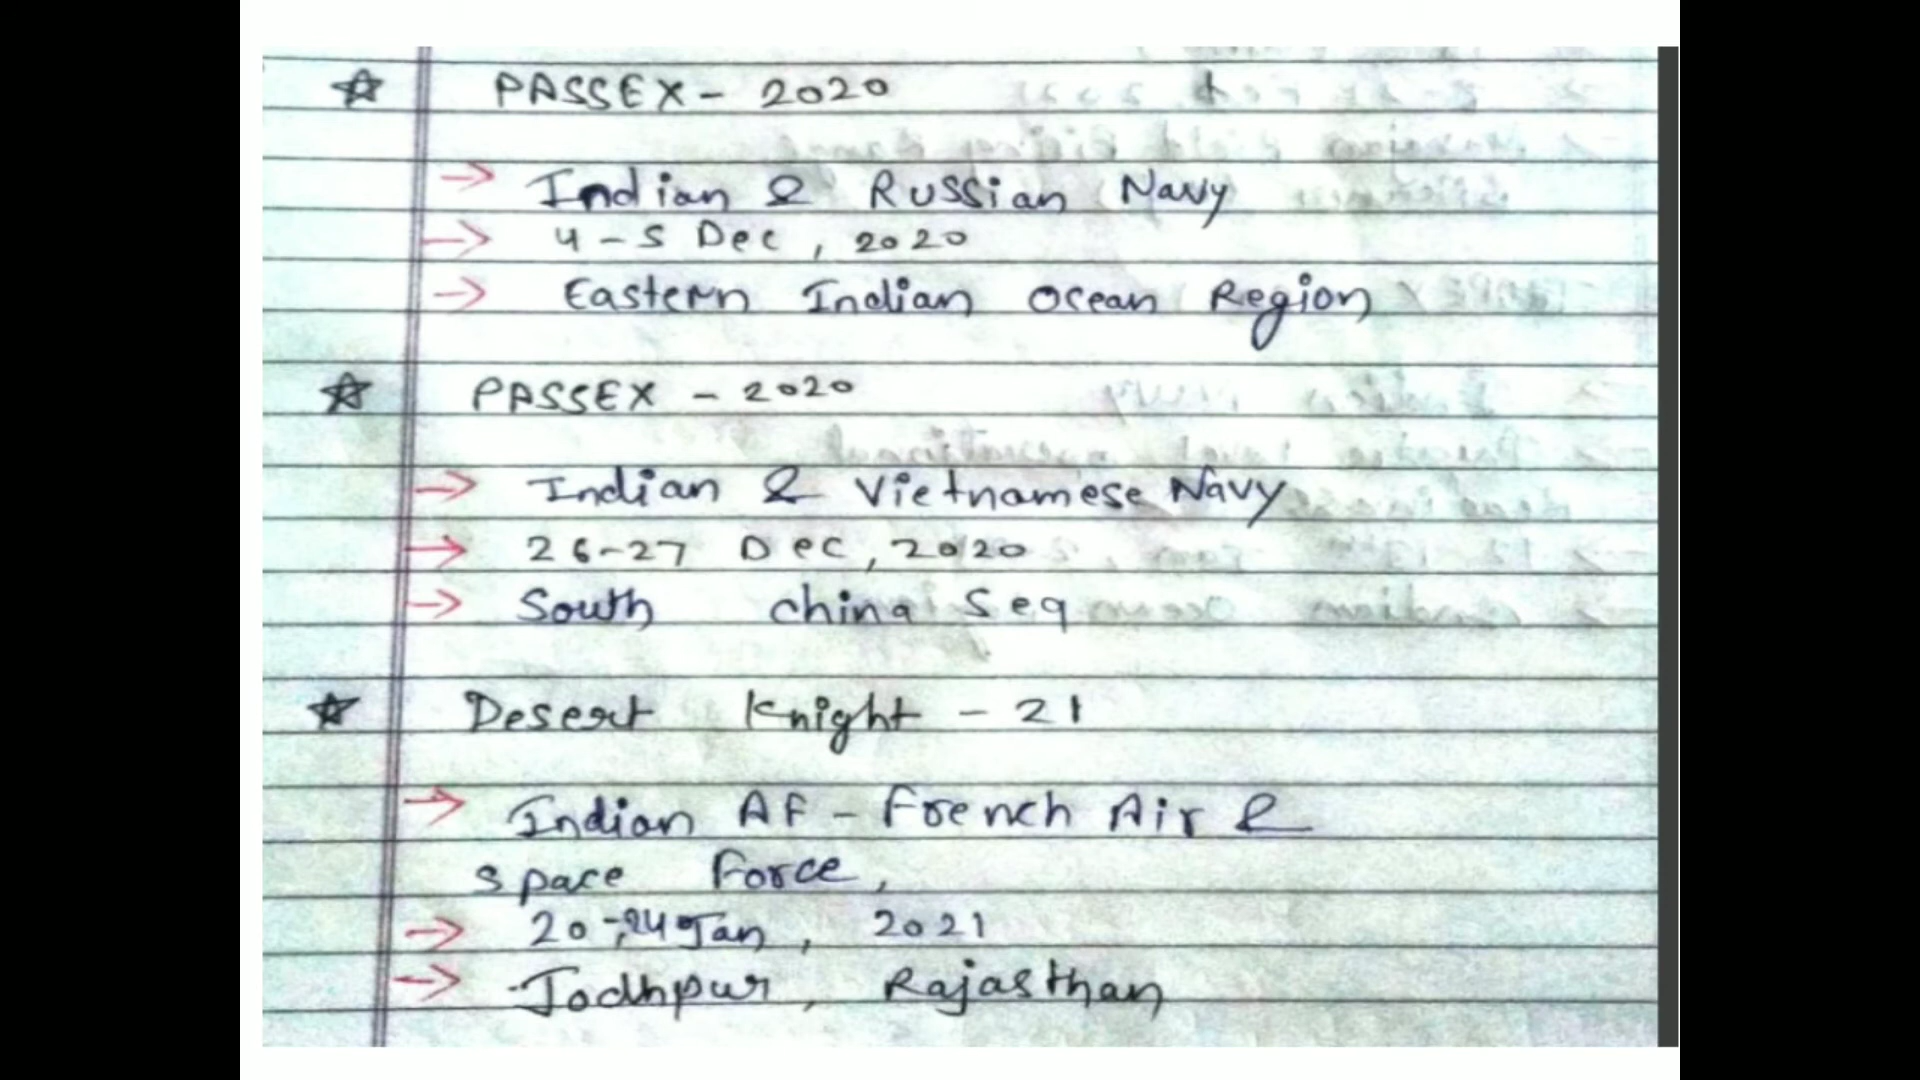 ☆ PASSEX - 2020
→ Indian & Russian Navy
→ 4-5 Dec, 2020
→ Eastern Indian Ocean Region
☆ PASSEX - 2020
→ Indian & Vietnamese Navy
→ 26-27 Dec, 2020
→ South china Sea
☆ Desert Knight - 21
→ Indian AF - French Air &
space Force,
→ 20-24 Jan, 2021
→ Jodhpur, Rajasthan